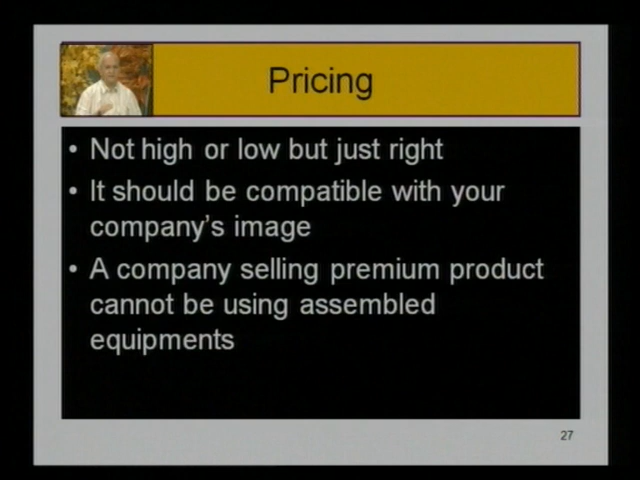 Pricing
• Not high or low but just right
• It should be compatible with your
company's image
• A company selling premium product
cannot be using assembled
equipments
27